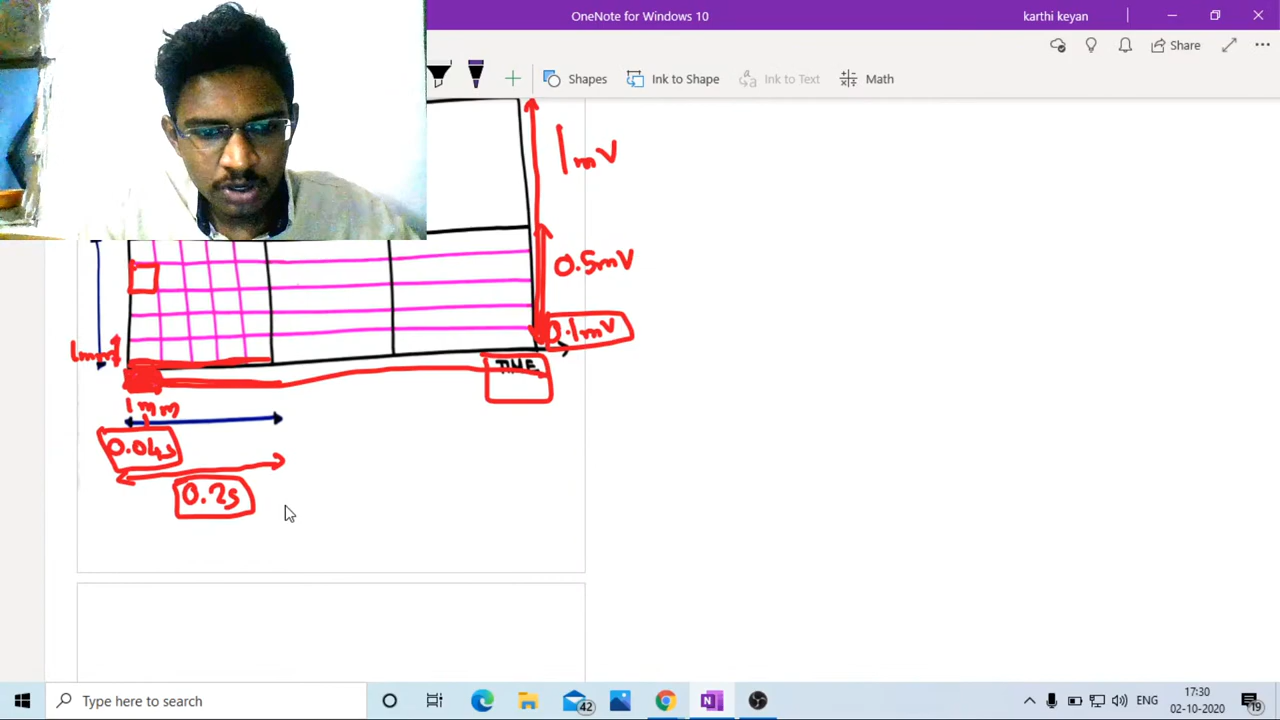 OneNote for Windows 10
karthi keyan
Share
Shapes
Ink to Shape
Ink to Text
Math
1mV
0.5mV
0.1mV
1mm
TIME
1mm
0.04s
0.2s
Type here to search
42
ENG
17:30
02-10-2020
19